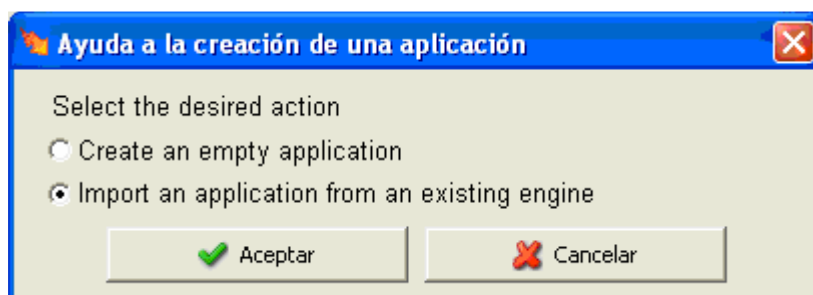 Ayuda a la creación de una aplicación
Select the desired action
Create an empty application
Import an application from an existing engine
Aceptar
Cancelar